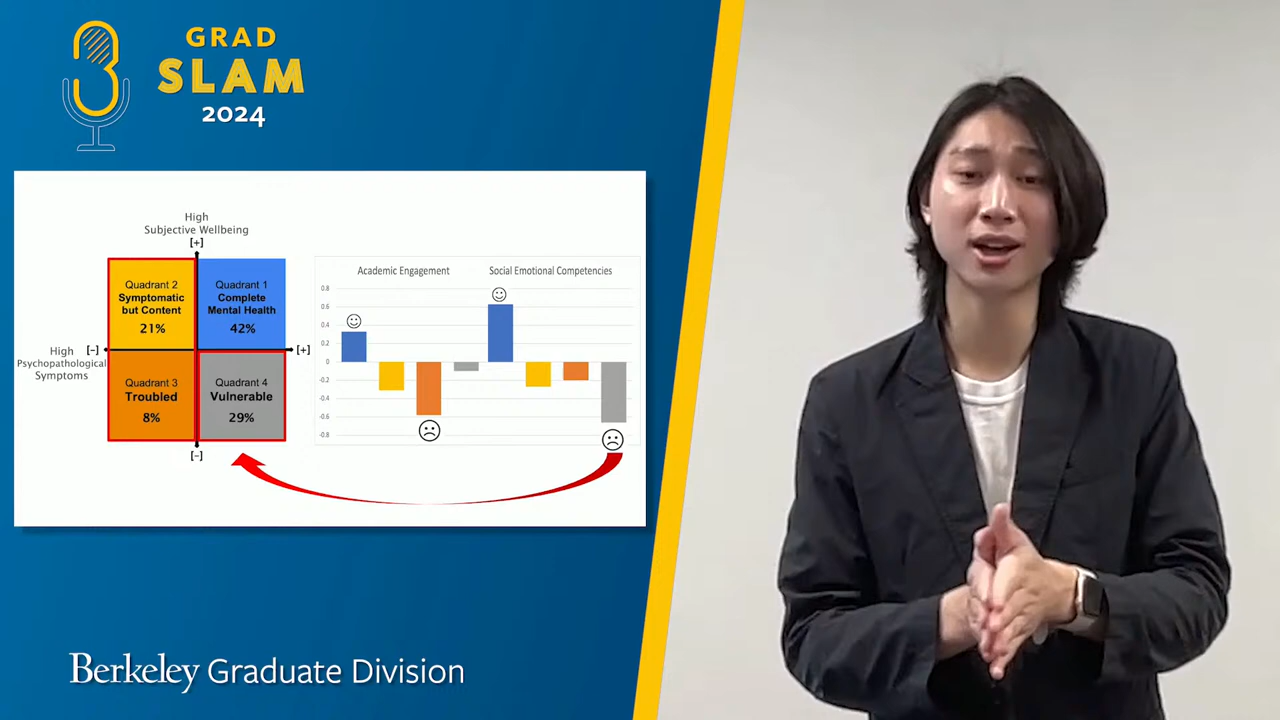 3
GRAD
SLAM
2024
High
Subjective Wellbeing
[+]
Quadrant 2
Symptomatic
but Content
21%
Quadrant 1
Complete
Mental Health
42%
High
Psychopathological
Symptoms
[-]
[+]
Quadrant 3
Troubled
8%
Quadrant 4
Vulnerable
29%
[-]
Academic Engagement
Social Emotional Competencies
0.8
0.6
0.4
0.2
0
-0.2
-0.4
-0.6
-0.8
Berkeley Graduate Division